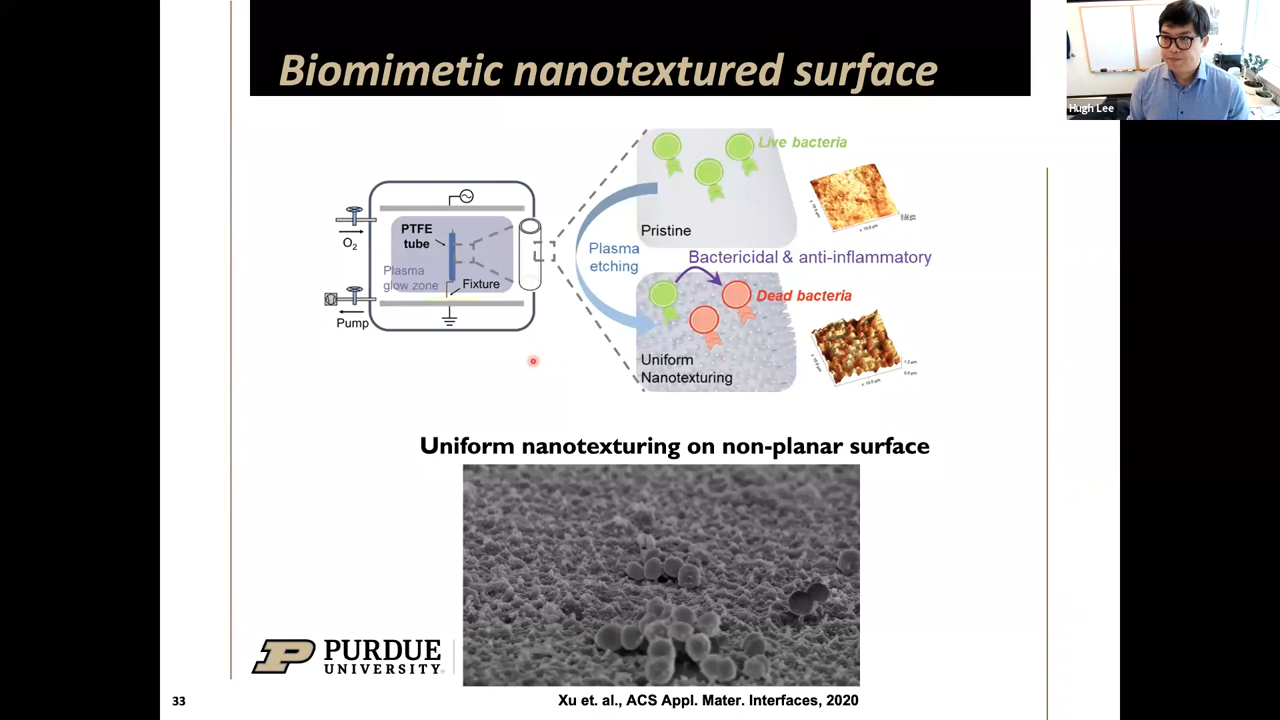 Biomimetic nanotextured surface
Hugh Lee
Live bacteria
PTFE
tube
O2
Plasma
glow zone
Fixture
Pump
Pristine
Plasma
etching
Bactericidal & anti-inflammatory
Dead bacteria
Uniform
Nanotexturing
Uniform nanotexturing on non-planar surface
PURDUE
UNIVERSITY
33
Xu et. al., ACS Appl. Mater. Interfaces, 2020